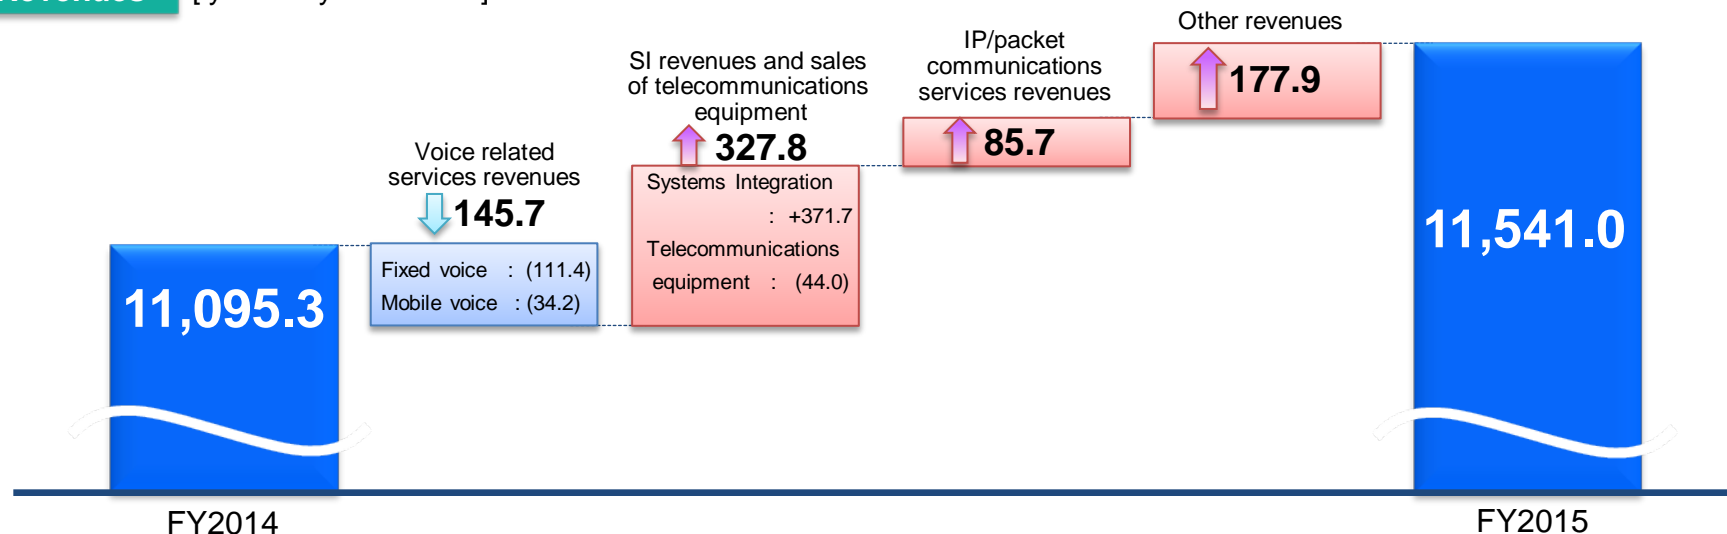 Other revenues
177.9
IP/packet
communications
services revenues
85.7
SI revenues and sales
of telecommunications
equipment
327.8
Systems Integration
: +371.7
Telecommunications
equipment : (44.0)
Voice related
services revenues
145.7
Fixed voice : (111.4)
Mobile voice : (34.2)
11,095.3
11,541.0
FY2014
FY2015